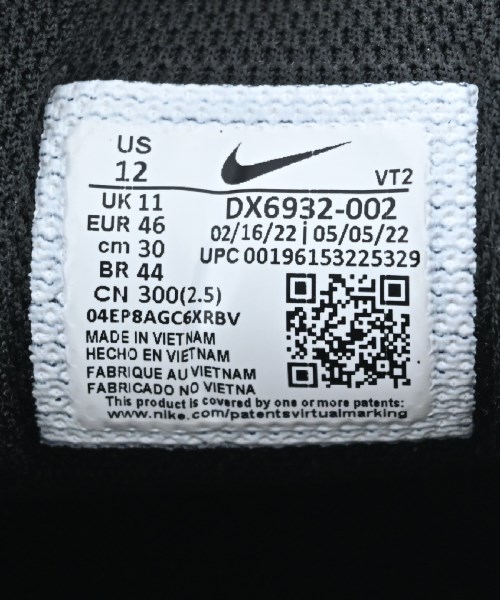 US
12
VT2
UK 11
EUR 46
cm 30
BR 44
CN 300(2.5)
DX6932-002
02/16/22 | 05/05/22
UPC 00196153225329
04EP8AGC6XRBV
MADE IN VIETNAM
HECHO EN VIETNAM
FABRIQUE AU VIETNAM
FABRICADO NO VIETNA
This product is covered by one or more patents:
www.nike.com/patentsvirtualmarking